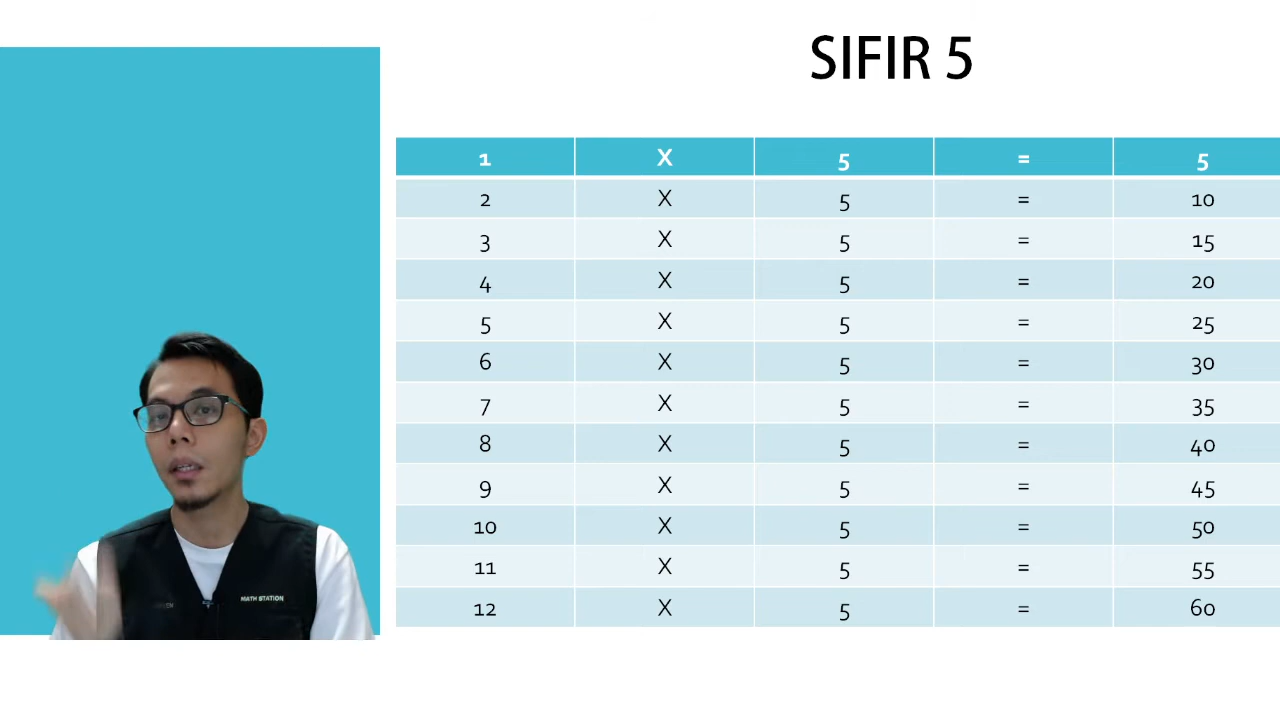 SIFIR 5
1 X 5 = 5
2 X 5 = 10
3 X 5 = 15
4 X 5 = 20
5 X 5 = 25
6 X 5 = 30
7 X 5 = 35
8 X 5 = 40
9 X 5 = 45
10 X 5 = 50
11 X 5 = 55
12 X 5 = 60
MATH STATION